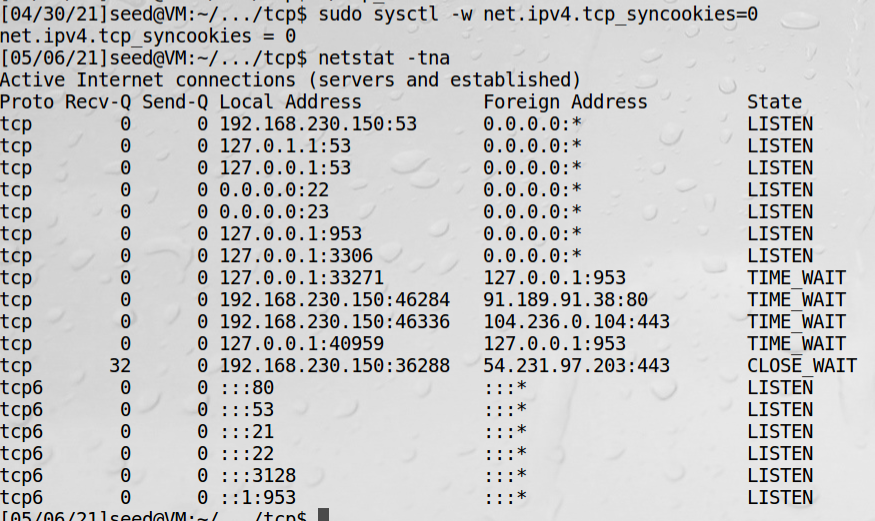 [04/30/21]seed@VM:~/.../tcp$ sudo sysctl -w net.ipv4.tcp_syncookies=0
net.ipv4.tcp_syncookies = 0
[05/06/21]seed@VM:~/.../tcp$ netstat -tna
Active Internet connections (servers and established)
Proto Recv-Q Send-Q Local Address           Foreign Address         State
tcp        0      0 192.168.230.150:53      0.0.0.0:*               LISTEN
tcp        0      0 127.0.1.1:53            0.0.0.0:*               LISTEN
tcp        0      0 127.0.0.1:53            0.0.0.0:*               LISTEN
tcp        0      0 0.0.0.0:22              0.0.0.0:*               LISTEN
tcp        0      0 0.0.0.0:23              0.0.0.0:*               LISTEN
tcp        0      0 127.0.0.1:953           0.0.0.0:*               LISTEN
tcp        0      0 127.0.0.1:3306          0.0.0.0:*               LISTEN
tcp        0      0 127.0.0.1:33271         127.0.0.1:953           TIME_WAIT
tcp        0      0 192.168.230.150:46284   91.189.91.38:80         TIME_WAIT
tcp        0      0 192.168.230.150:46336   104.236.0.104:443       TIME_WAIT
tcp        0      0 127.0.0.1:40959         127.0.0.1:953           TIME_WAIT
tcp       32      0 192.168.230.150:36288   54.231.97.203:443       CLOSE_WAIT
tcp6       0      0 :::80                   :::*                    LISTEN
tcp6       0      0 :::53                   :::*                    LISTEN
tcp6       0      0 :::21                   :::*                    LISTEN
tcp6       0      0 :::22                   :::*                    LISTEN
tcp6       0      0 :::3128                 :::*                    LISTEN
tcp6       0      0 ::1:953                 :::*                    LISTEN
[05/06/21]seed@VM:~/.../tcp$